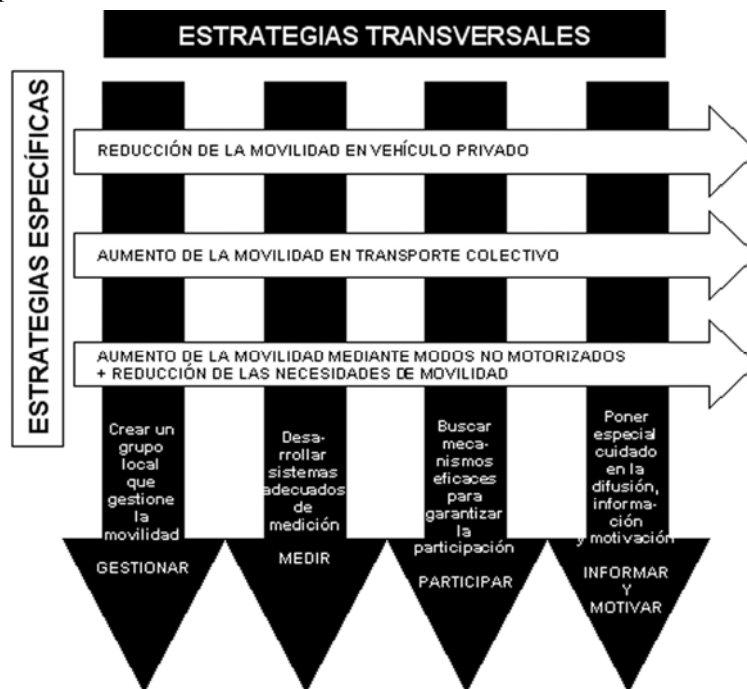 ESTRATEGIAS TRANSVERSALES
ESTRATEGIAS ESPECÍFICAS
REDUCCIÓN DE LA MOVILIDAD EN VEHÍCULO PRIVADO
AUMENTO DE LA MOVILIDAD EN TRANSPORTE COLECTIVO
AUMENTO DE LA MOVILIDAD MEDIANTE MODOS NO MOTORIZADOS
+ REDUCCIÓN DE LAS NECESIDADES DE MOVILIDAD
Crear un
grupo
local
que
gestione
la
movilidad
GESTIONAR
Desa-
rrollar
sistemas
adecuados
de
medición
MEDIR
Buscar
meca-
nismos
eficaces
para
garantizar
la
participación
PARTICIPAR
Poner
especial
cuidado
en la
difusión,
informa-
ción
y motivación
INFORMAR
Y
MOTIVAR